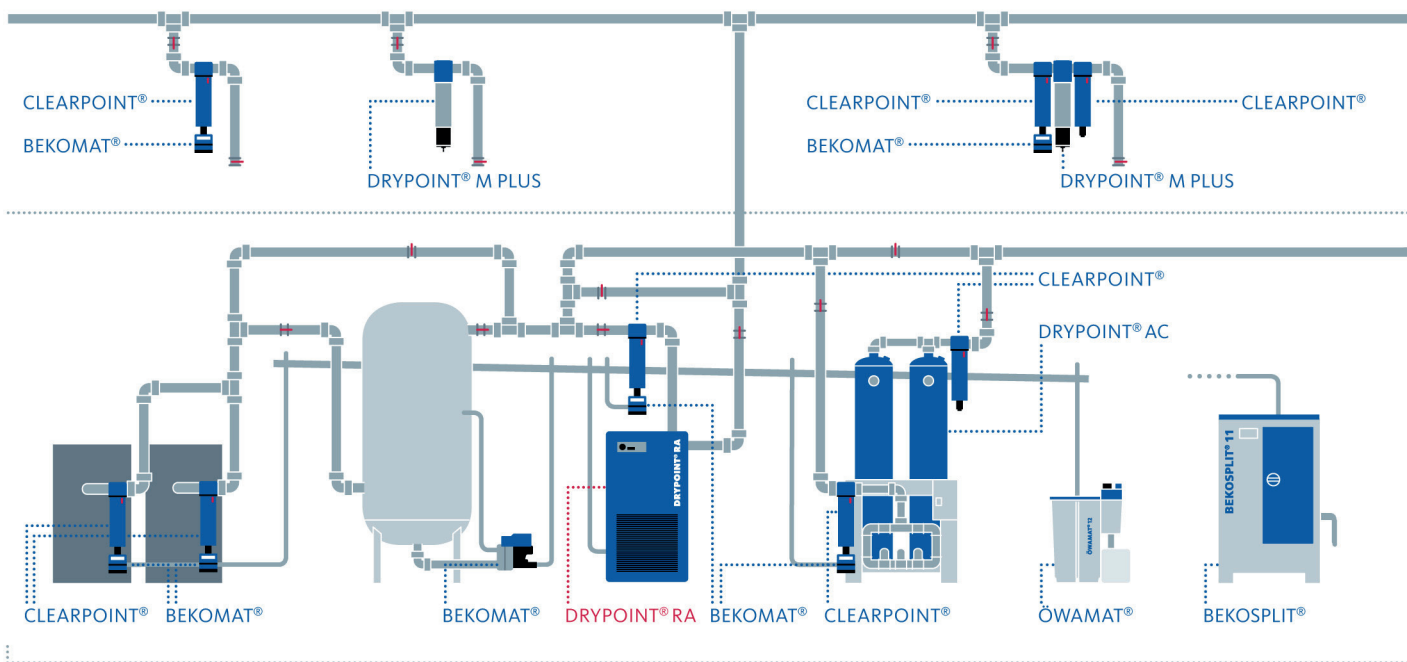 CLEARPOINT®
BEKOMAT®
DRYPOINT® M PLUS
CLEARPOINT®
BEKOMAT®
CLEARPOINT®
DRYPOINT® M PLUS
CLEARPOINT®
DRYPOINT® AC
DRYPOINT® RA
ÖWAMAT® 12
BEKOSPLIT® 11
CLEARPOINT®
BEKOMAT®
BEKOMAT®
DRYPOINT® RA
BEKOMAT®
CLEARPOINT®
ÖWAMAT®
BEKOSPLIT®